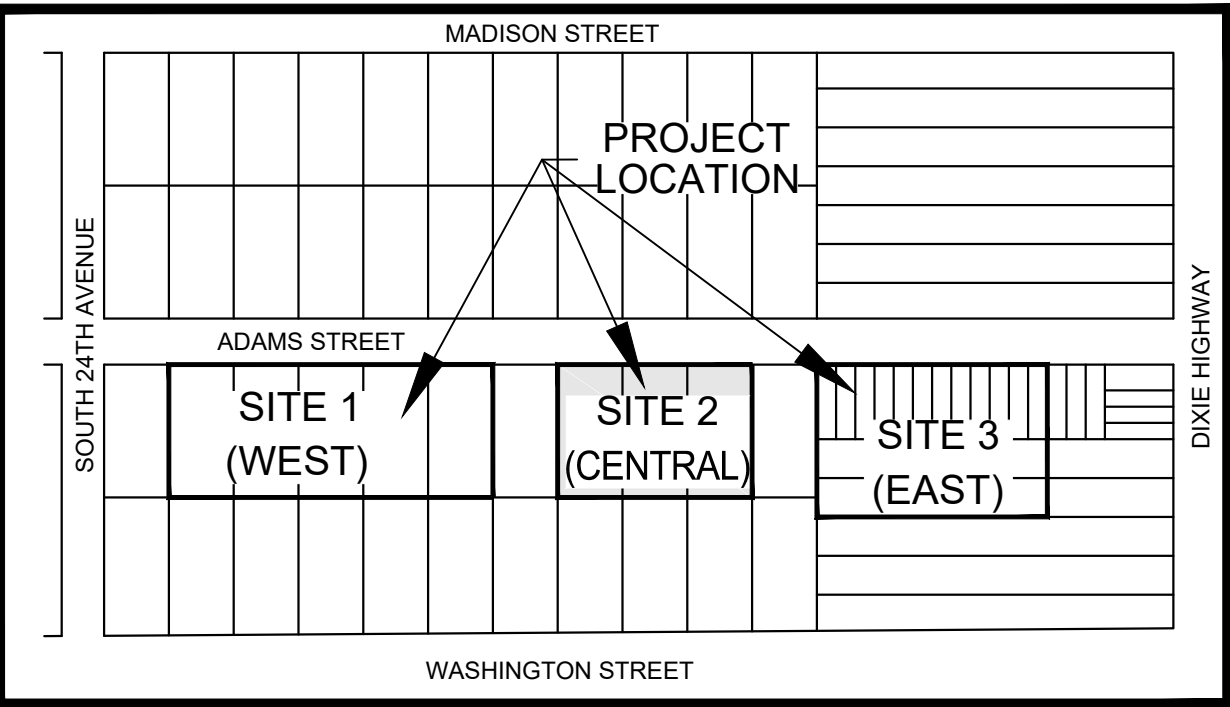 MADISON STREET
PROJECT
LOCATION
SOUTH 24TH AVENUE
ADAMS STREET
DIXIE HIGHWAY
SITE 1
(WEST)
SITE 2
(CENTRAL)
SITE 3
(EAST)
WASHINGTON STREET